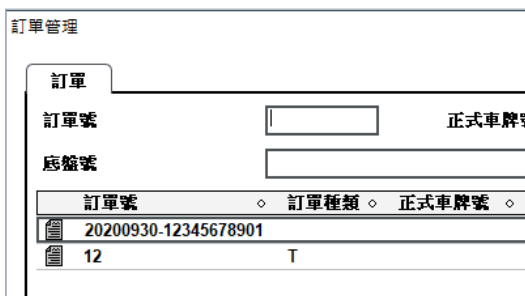 訂單管理
訂單
訂單號 正式車牌號
底盤號
訂單號 訂單種類 正式車牌號
20200930-12345678901
12 T